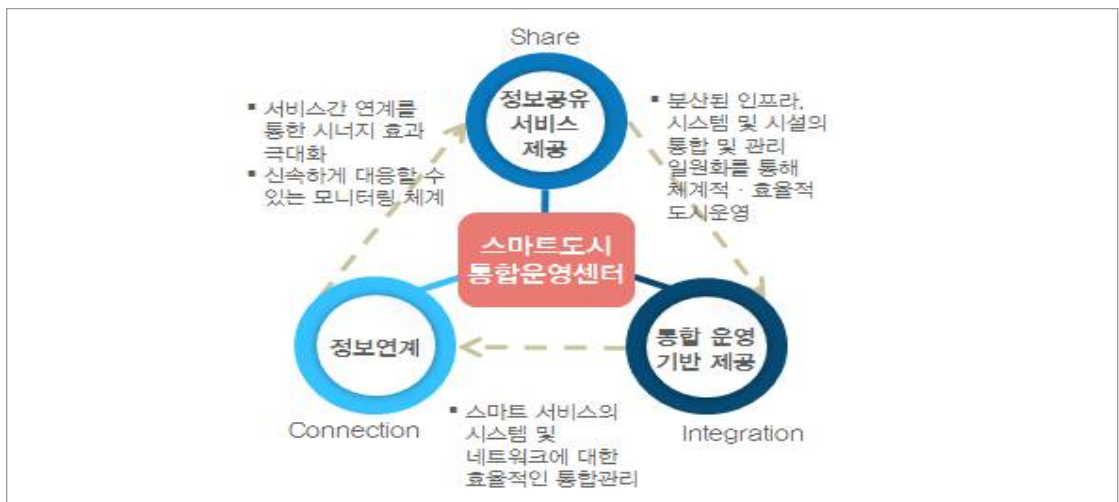 Share
정보공유
서비스
제공
▪ 서비스간 연계를
통한 시너지 효과
극대화
▪ 신속하게 대응할 수
있는 모니터링 체계
▪ 분산된 인프라,
시스템 및 시설의
통합 및 관리
일원화를 통해
체계적 · 효율적
도시운영
스마트도시
통합운영센터
정보연계
Connection
통합 운영
기반 제공
Integration
▪ 스마트 서비스의
시스템 및
네트워크에 대한
효율적인 통합관리